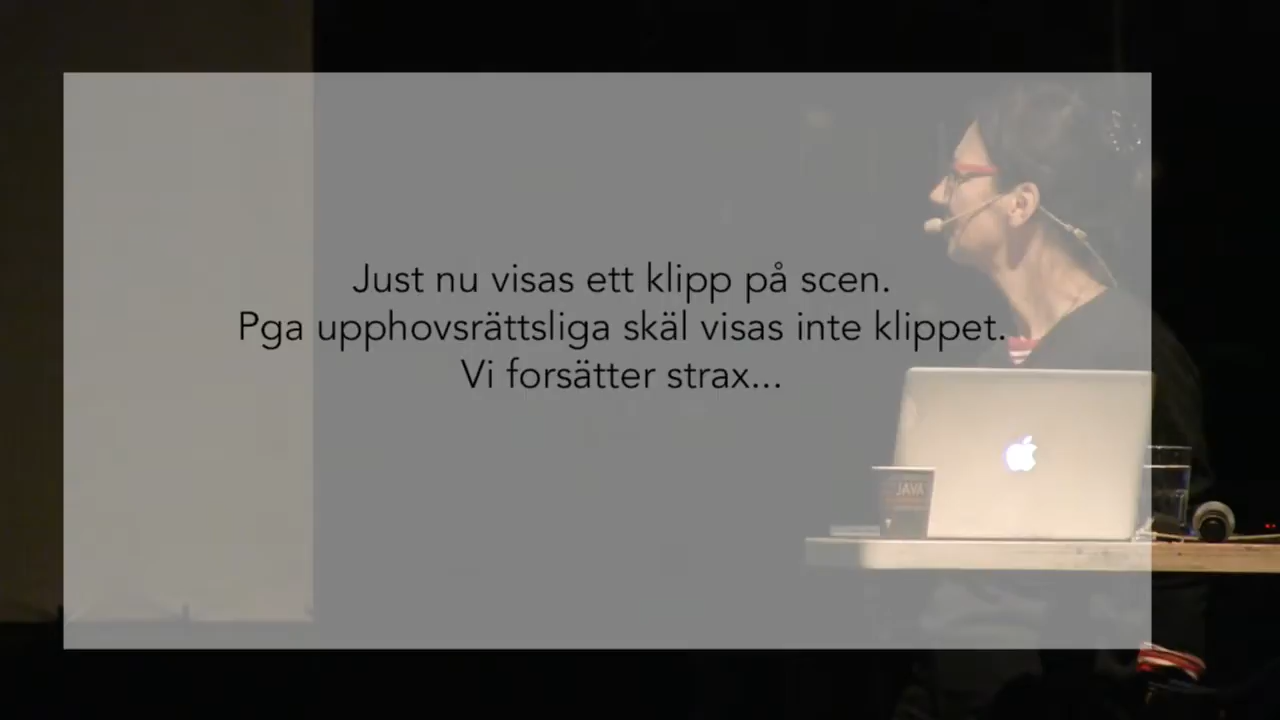 Just nu visas ett klipp på scen.
Pga upphovsrättsliga skäl visas inte klippet.
Vi forsätter strax...
JAVA